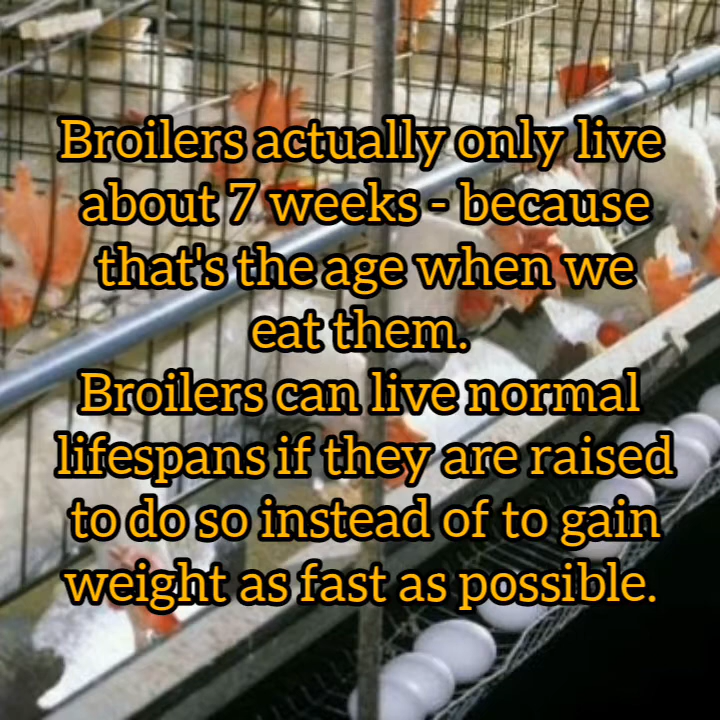 Broilers actually only live
about 7 weeks - because
that's the age when we
eat them.
Broilers can live normal
lifespans if they are raised
to do so instead of to gain
weight as fast as possible.